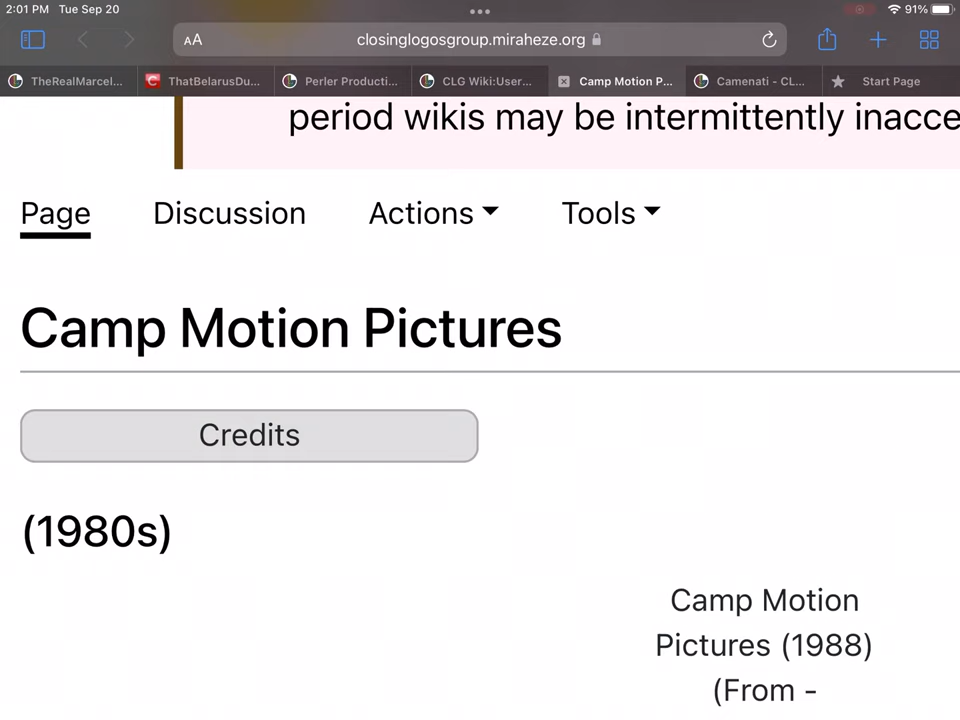 2:01 PM Tue Sep 20
91%
AA
closinglogosgroup.miraheze.org
TheRealMarcel...
ThatBelarusDu...
Perler Producti...
CLG Wiki:User...
Camp Motion P...
Camenati - CL...
Start Page
period wikis may be intermittently inacce
Page Discussion Actions Tools
Camp Motion Pictures
Credits
(1980s)
Camp Motion
Pictures (1988)
(From -